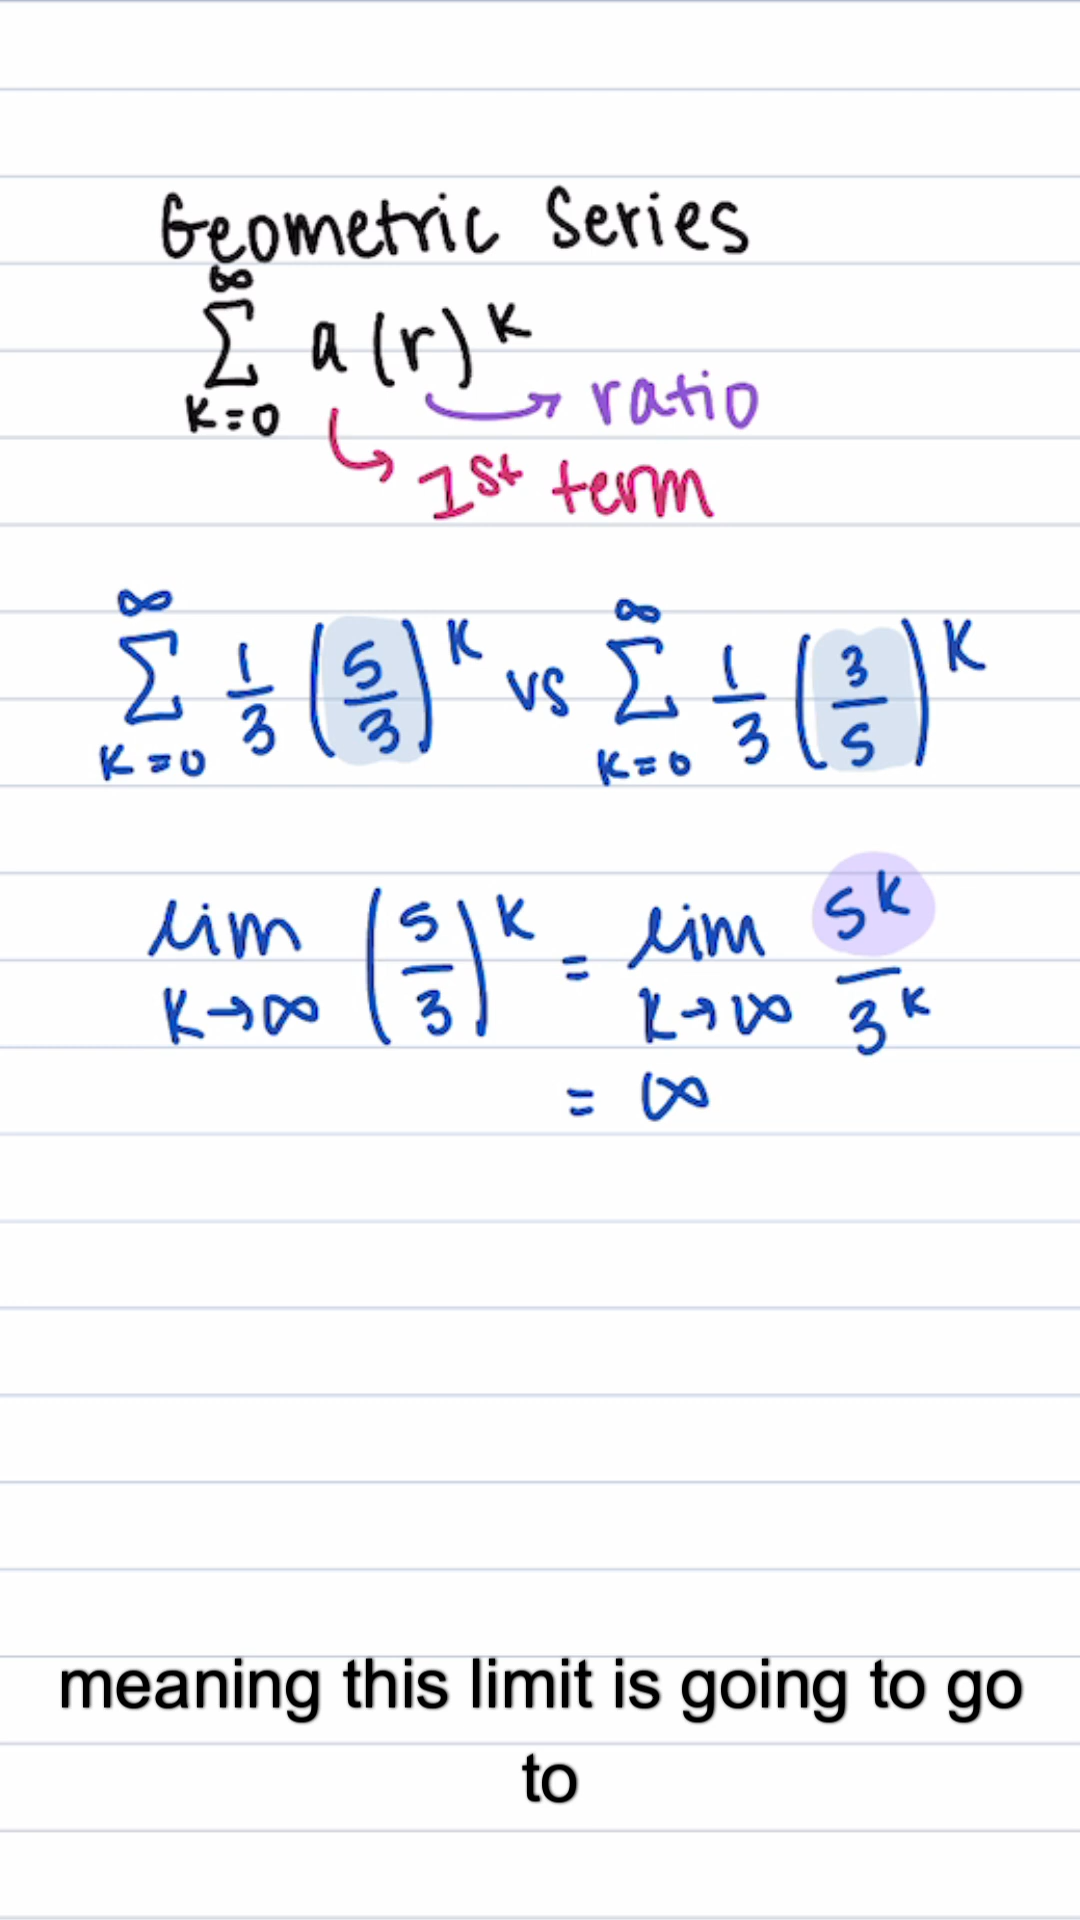 Geometric Series
∞
∑ a (r)^k
k=0
ratio
1st term
∞ ∞
∑ 1/3 (5/3)^k vs ∑ 1/3 (3/5)^k
k=0 k=0
lim (5/3)^k = lim 5^k/3^k
k→∞ k→∞
= ∞
meaning this limit is going to go
to